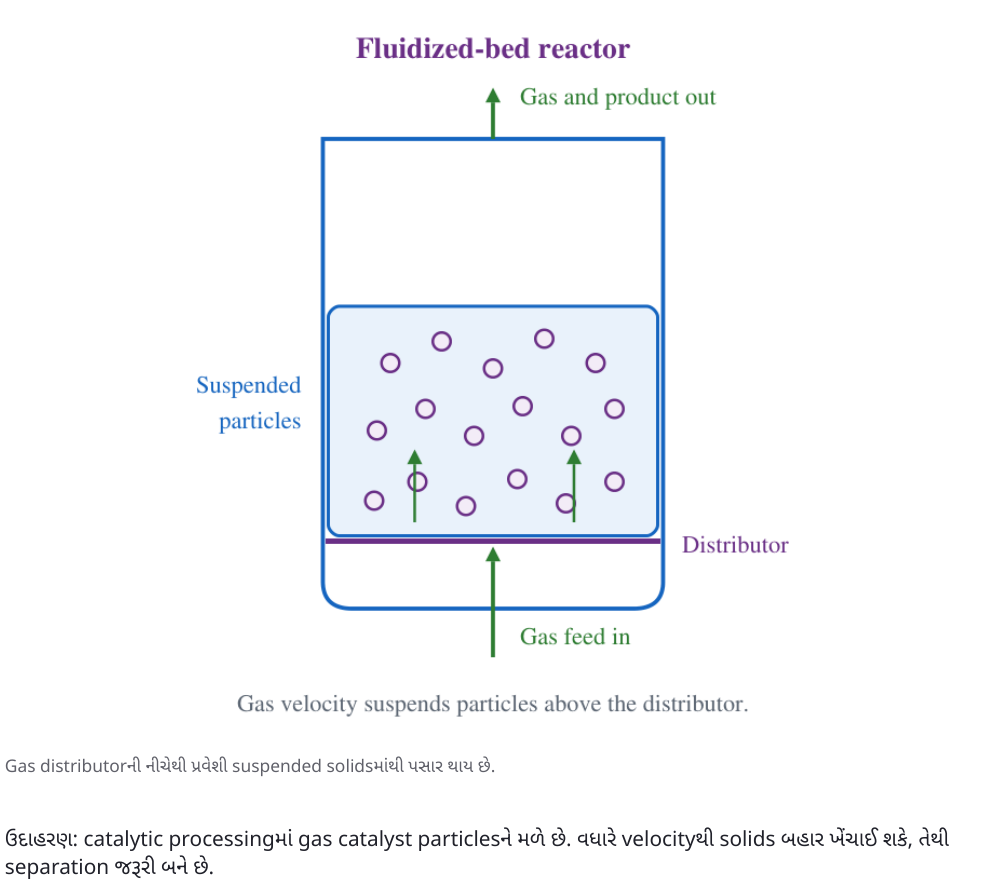 Fluidized-bed reactor
Gas and product out
Suspended
particles
Distributor
Gas feed in
Gas velocity suspends particles above the distributor.
Gas distributorની નીચેથી પ્રવેશી suspended solidsમાંથી પસાર થાય છે.
ઉદાહરણ: catalytic processingમાં gas catalyst particlesને મળે છે. વધારે velocityથી solids બહાર ખેંચાઈ શકે, તેથી
separation જરૂરી બને છે.